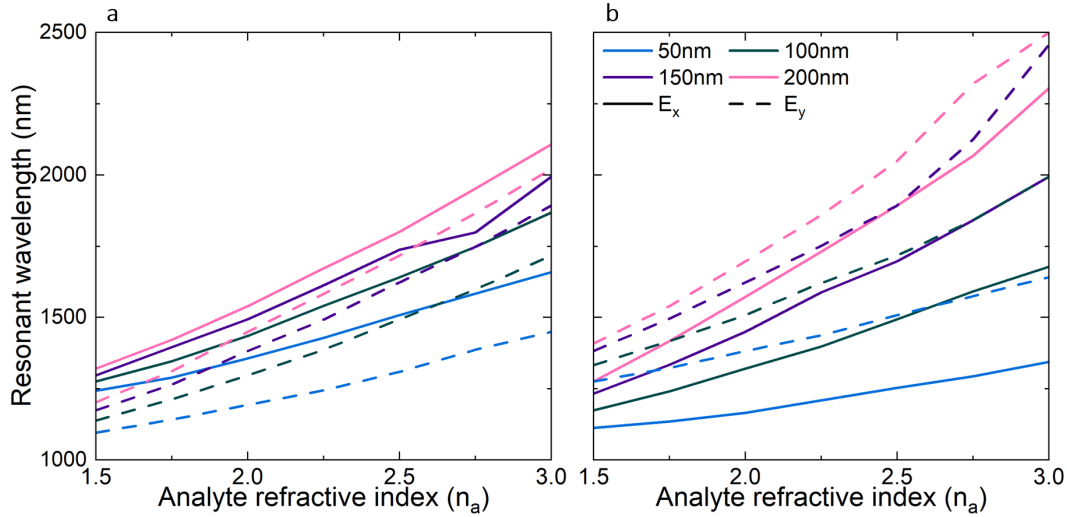 a
b
2500
2000
1500
1000
Resonant wavelength (nm)
50nm
100nm
150nm
200nm
Eₓ
E_y
1.5
2.0
2.5
3.0
Analyte refractive index (nₐ)
1.5
2.0
2.5
3.0
Analyte refractive index (nₐ)